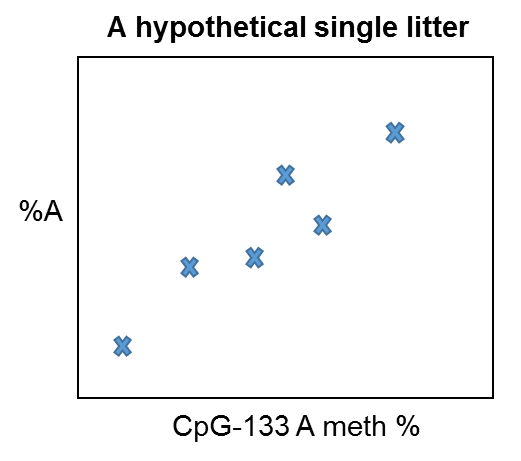 A hypothetical single litter
%A
CpG-133 A meth %